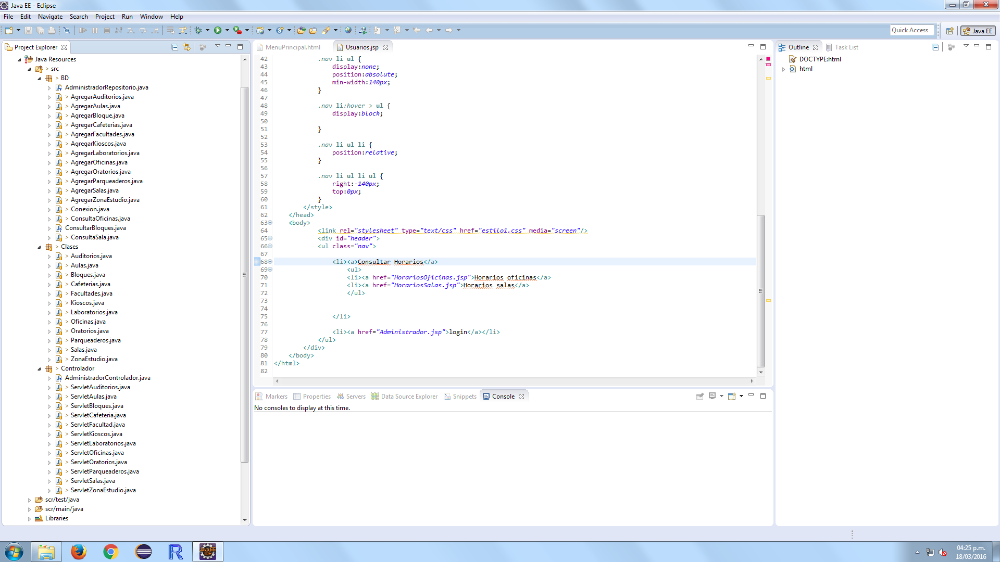 Java EE - Eclipse
File Edit Navigate Search Project Run Window Help
Quick Access
Java EE
Project Explorer
Java Resources
> src
> BD
AdministradorRepositorio.java
> AgregarAuditorios.java
> AgregarAulas.java
> AgregarBloque.java
> AgregarCafeterias.java
> AgregarFacultades.java
> AgregarKioscos.java
> AgregarLaboratorios.java
> AgregarOficinas.java
> AgregarOratorios.java
> AgregarParqueaderos.java
> AgregarSalas.java
> AgregarZonaEstudio.java
> Conexion.java
> ConsultaOficinas.java
ConsultarBloques.java
> ConsultaSala.java
> Clases
> Auditorios.java
> Aulas.java
> Bloques.java
> Cafeterias.java
> Facultades.java
> Kioscos.java
> Laboratorios.java
> Oficinas.java
> Oratorios.java
> Parqueaderos.java
> Salas.java
> ZonaEstudio.java
> Controlador
AdministradorControlador.java
> ServletAuditorios.java
> ServletAulas.java
> ServletBloques.java
> ServletCafeteria.java
> ServletFacultad.java
> ServletKioscos.java
> ServletLaboratorios.java
> ServletOficinas.java
> ServletOratorios.java
> ServletParqueaderos.java
> ServletSalas.java
> ServletZonaEstudio.java
scr/test/java
scr/main/java
Libraries
MenuPrincipal.html Usuarios.jsp
42 .nav li ul {
43 display:none;
44 position:absolute;
45 min-width:140px;
46 }
47
48 .nav li:hover > ul {
49 display:block;
50
51 }
52
53 .nav li ul li {
54 position:relative;
55 }
56
57 .nav li ul li ul {
58 right:-140px;
59 top:0px;
60 }
61 </style>
62 </head>
63 <body>
64 <link rel="stylesheet" type="text/css" href="estilo1.css" media="screen"/>
65 <div id="header">
66 <ul class="nav">
67
68 <li><a>Consultar Horarios</a>
69 <ul>
70 <li><a href="HorariosOficinas.jsp">Horarios oficinas</a>
71 <li><a href="HorariosSalas.jsp">Horarios salas</a>
72 </ul>
73
74
75 </li>
76
77 <li><a href="Administrador.jsp">login</a></li>
78 </ul>
79 </div>
80 </body>
81 </html>
82
Markers Properties Servers Data Source Explorer Snippets Console
No consoles to display at this time.
Outline Task List
DOCTYPE:html
html
Java EE
IDE
04:25 p.m.
18/03/2016